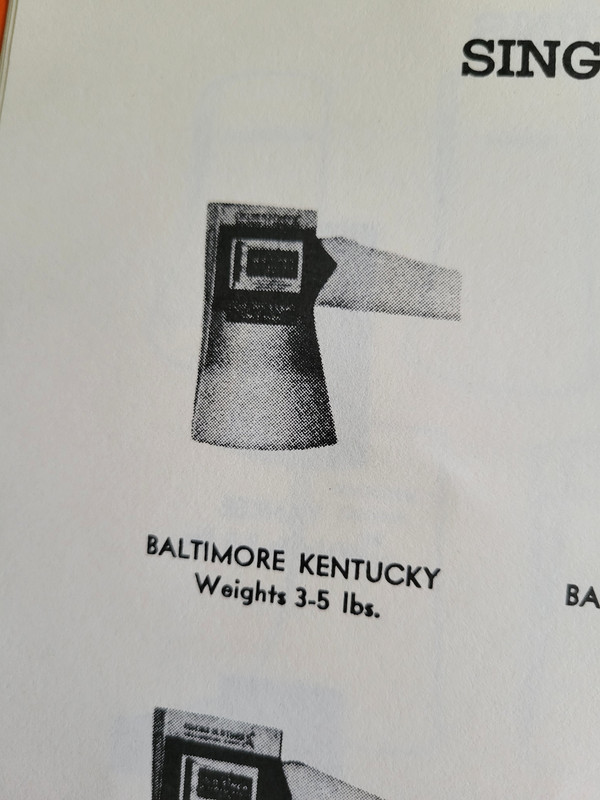 SING
BALTIMORE KENTUCKY
Weights 3-5 lbs.
BA